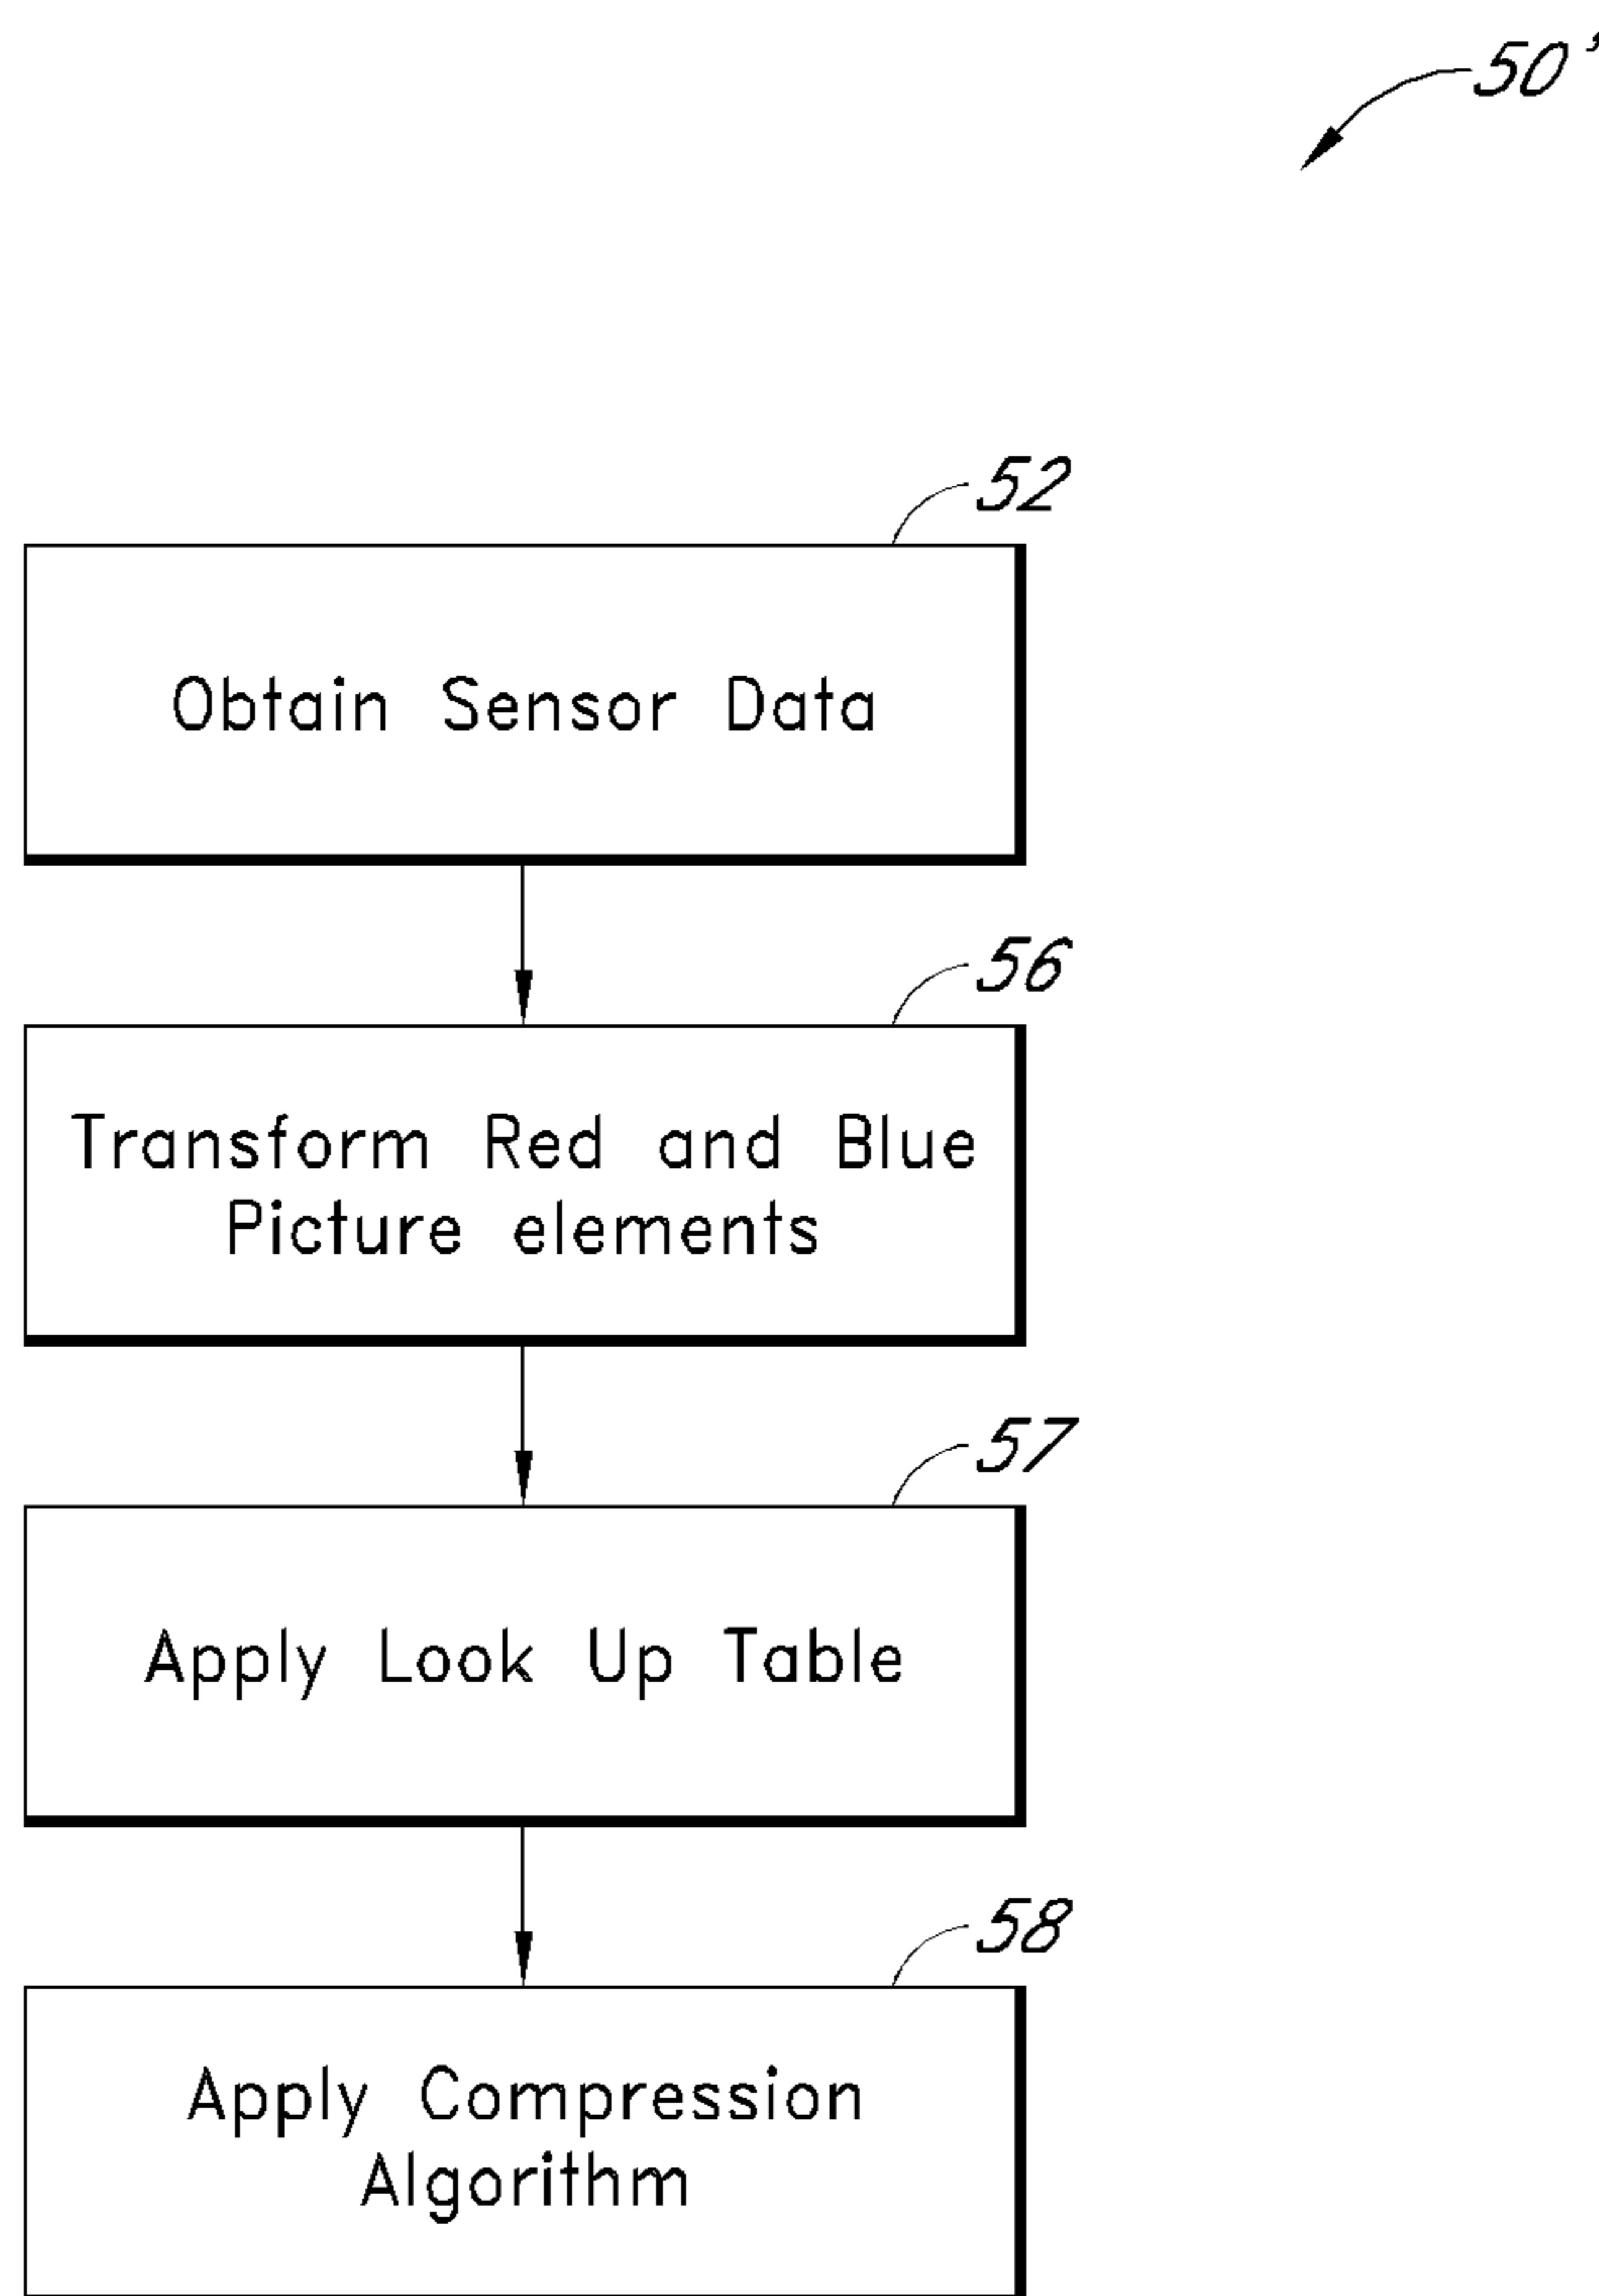 50'
52
Obtain Sensor Data
56
Transform Red and Blue
Picture elements
57
Apply Look Up Table
58
Apply Compression
Algorithm